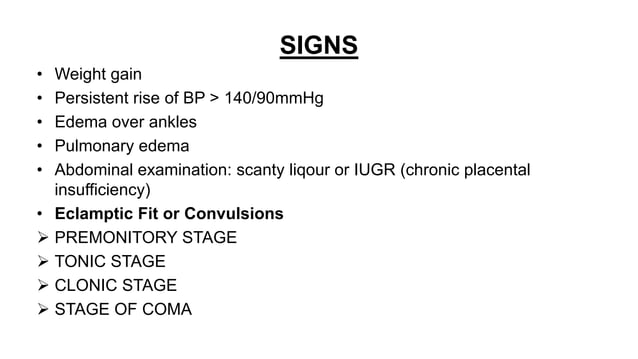 SIGNS
• Weight gain
• Persistent rise of BP > 140/90mmHg
• Edema over ankles
• Pulmonary edema
• Abdominal examination: scanty liqour or IUGR (chronic placental
insufficiency)
• Eclamptic Fit or Convulsions
➢ PREMONITORY STAGE
➢ TONIC STAGE
➢ CLONIC STAGE
➢ STAGE OF COMA